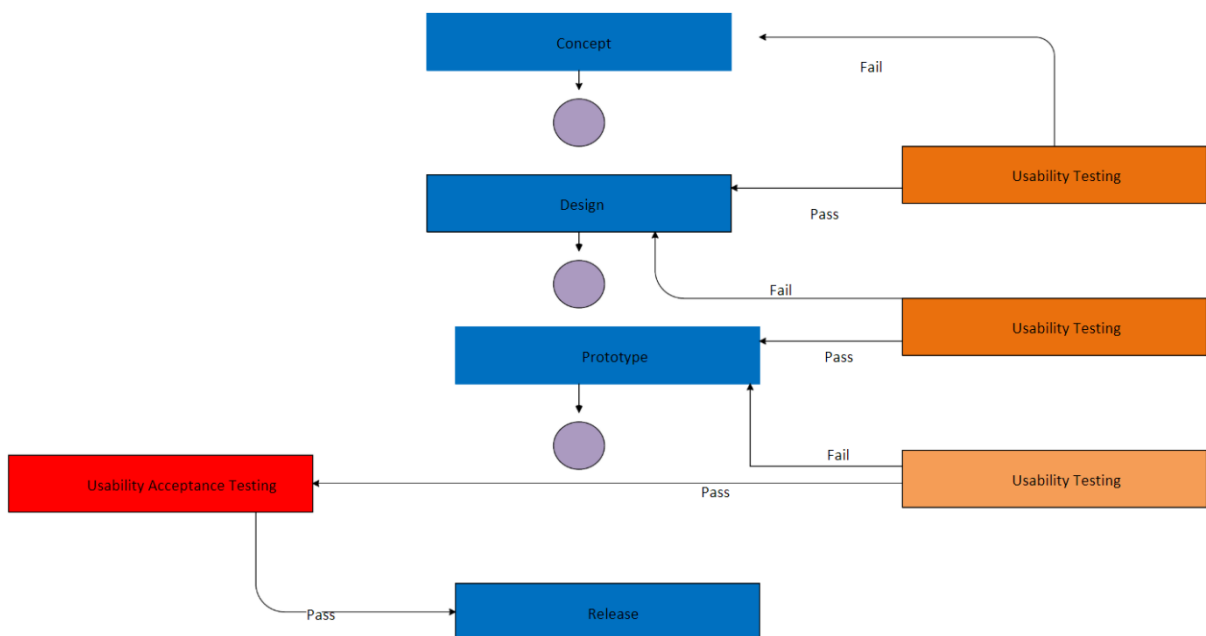 Concept
Fail
Usability Testing
Design
Pass
Fail
Usability Testing
Prototype
Pass
Fail
Usability Testing
Usability Acceptance Testing
Pass
Pass
Release